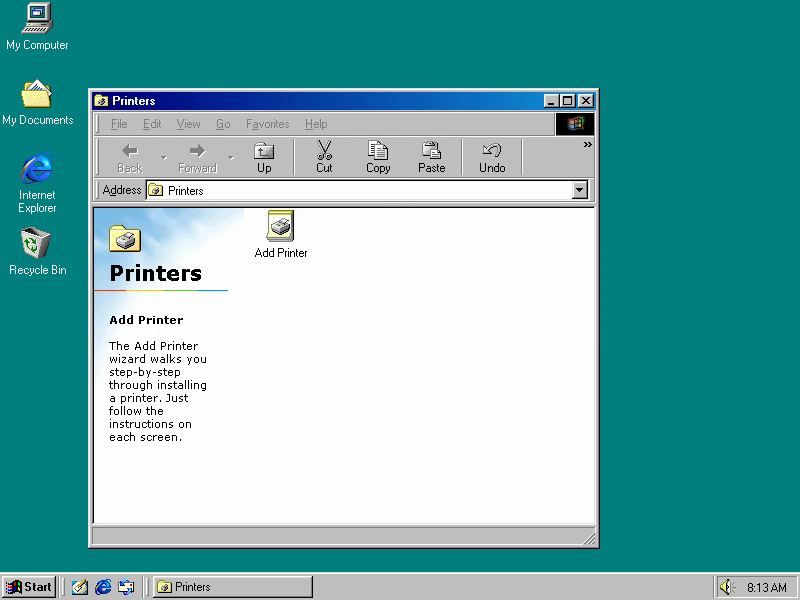 My Computer
My Documents
Internet
Explorer
Recycle Bin
Printers
File Edit View Go Favorites Help
Back Forward Up Cut Copy Paste Undo »
Address Printers
Printers
Add Printer
The Add Printer
wizard walks you
step-by-step
through installing
a printer. Just
follow the
instructions on
each screen.
Add Printer
Start Printers 8:13 AM